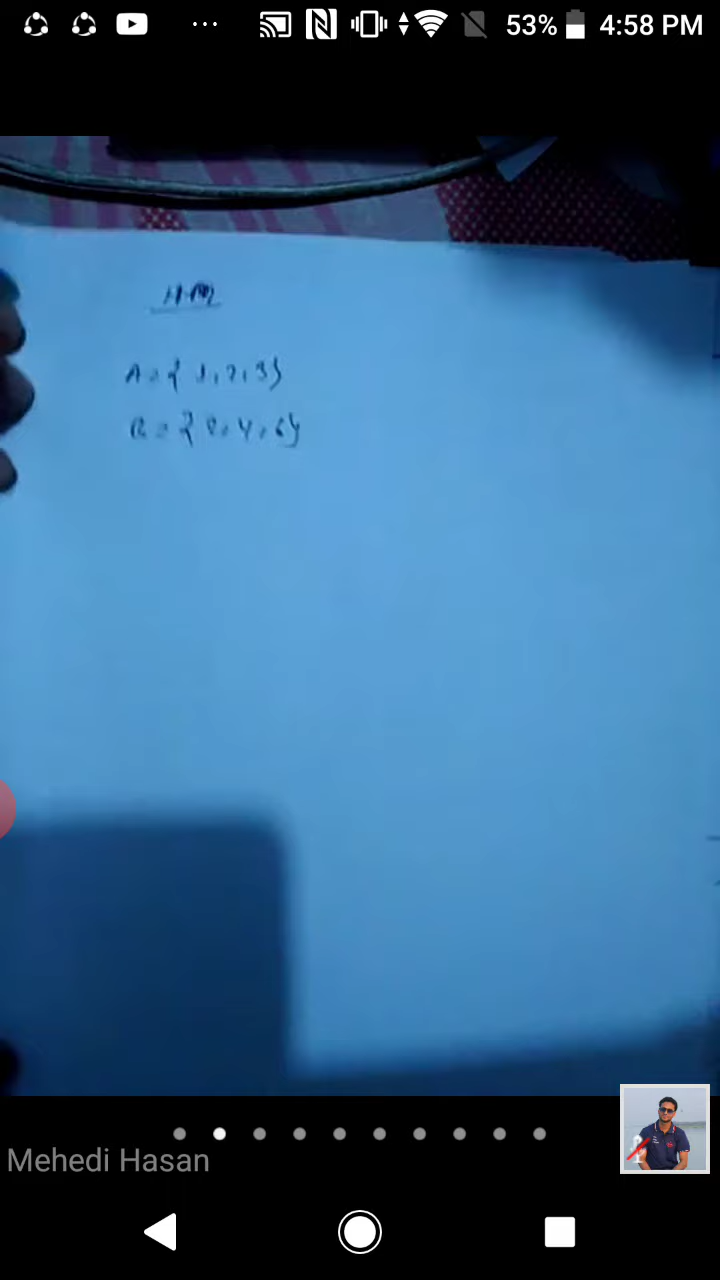 53% 4:58 PM
H.W
A = { 1, 2, 3}
B = { 2, 4, 6}
Mehedi Hasan